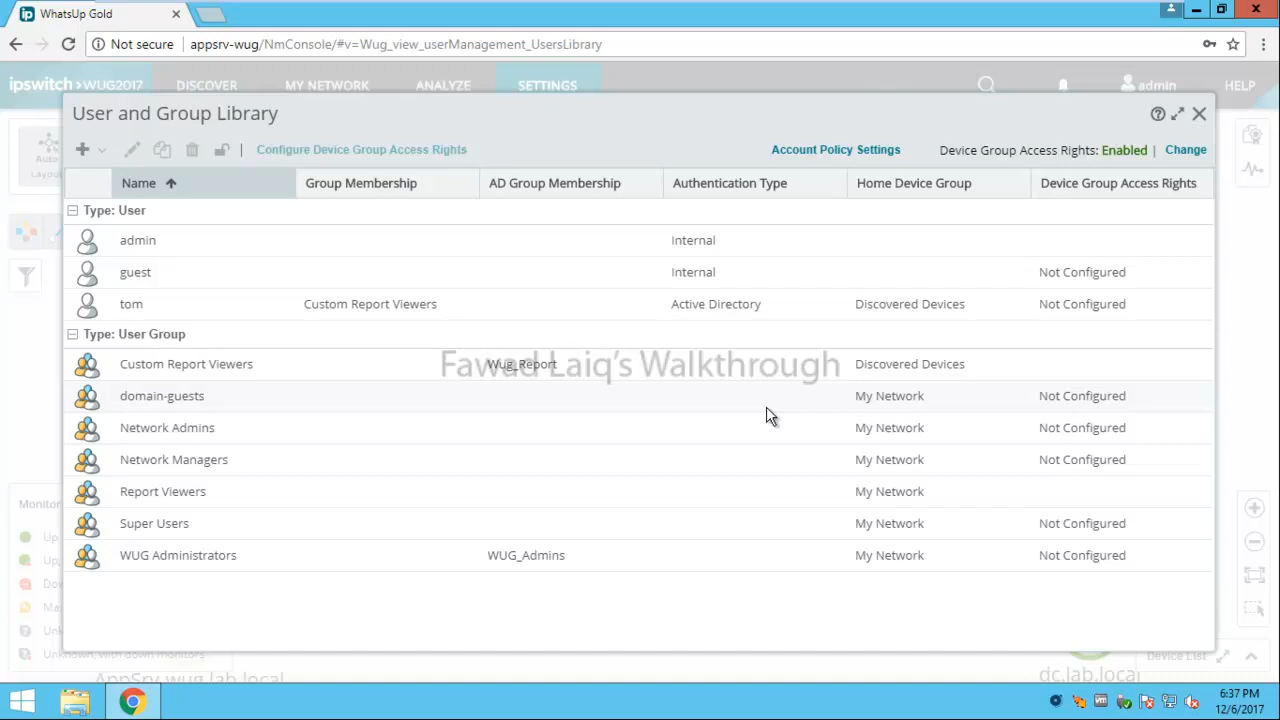 WhatsUp Gold
Not secure | appsrv-wug/NmConsole/#v=Wug_view_userManagement_UsersLibrary
ipswitch WUG2017 DISCOVER MY NETWORK ANALYZE SETTINGS admin HELP
User and Group Library
Configure Device Group Access Rights Account Policy Settings Device Group Access Rights: Enabled | Change
Name Group Membership AD Group Membership Authentication Type Home Device Group Device Group Access Rights
Type: User
admin Internal
guest Internal Not Configured
tom Custom Report Viewers Active Directory Discovered Devices Not Configured
Type: User Group
Custom Report Viewers Wug_Report Discovered Devices
Fawad Laiq's Walkthrough
domain-guests My Network Not Configured
Network Admins My Network Not Configured
Network Managers My Network Not Configured
Report Viewers My Network
Super Users My Network Not Configured
WUG Administrators WUG_Admins My Network Not Configured
Auto
Layou
Monitor
Up
Up,
Dow
Ma
Unk
Unknown, with down monitors
Device List
AppSrv.wug.lab.local
dc.lab.local
6:37 PM
12/6/2017